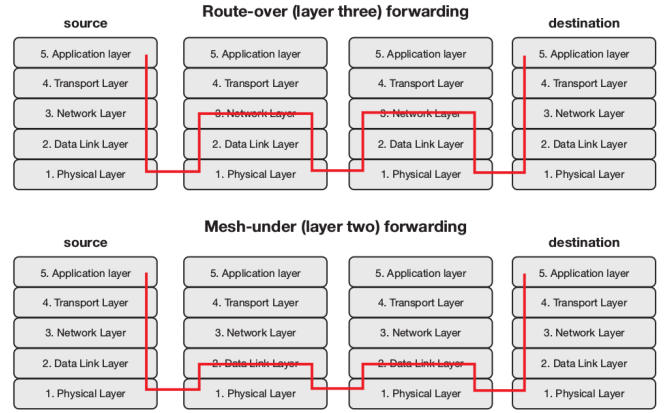 Route-over (layer three) forwarding
source destination
5. Application layer 5. Application layer 5. Application layer 5. Application layer
4. Transport Layer 4. Transport Layer 4. Transport Layer 4. Transport Layer
3. Network Layer 3. Network Layer 3. Network Layer 3. Network Layer
2. Data Link Layer 2. Data Link Layer 2. Data Link Layer 2. Data Link Layer
1. Physical Layer 1. Physical Layer 1. Physical Layer 1. Physical Layer
Mesh-under (layer two) forwarding
source destination
5. Application layer 5. Application layer 5. Application layer 5. Application layer
4. Transport Layer 4. Transport Layer 4. Transport Layer 4. Transport Layer
3. Network Layer 3. Network Layer 3. Network Layer 3. Network Layer
2. Data Link Layer 2. Data Link Layer 2. Data Link Layer 2. Data Link Layer
1. Physical Layer 1. Physical Layer 1. Physical Layer 1. Physical Layer